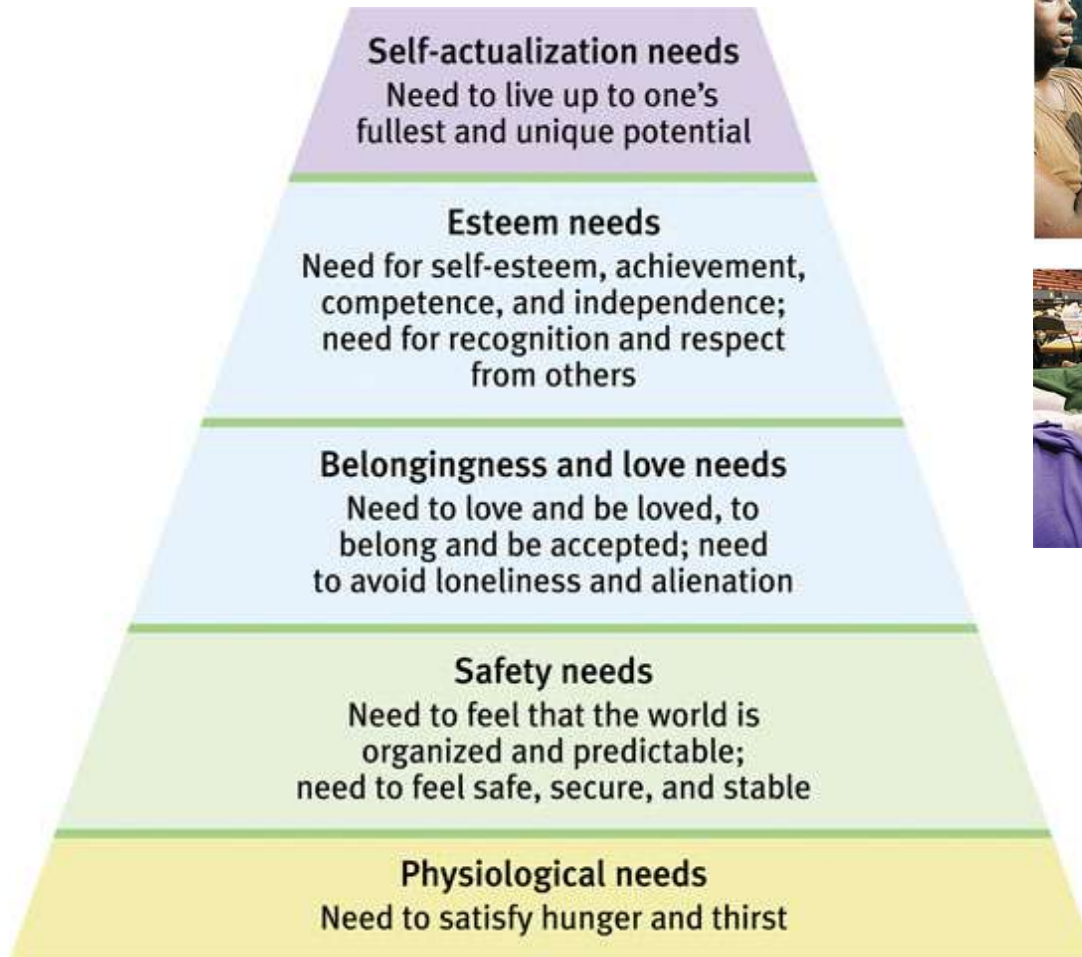 Self-actualization needs
Need to live up to one’s
fullest and unique potential
Esteem needs
Need for self-esteem, achievement,
competence, and independence;
need for recognition and respect
from others
Belongingness and love needs
Need to love and be loved, to
belong and be accepted; need
to avoid loneliness and alienation
Safety needs
Need to feel that the world is
organized and predictable;
need to feel safe, secure, and stable
Physiological needs
Need to satisfy hunger and thirst